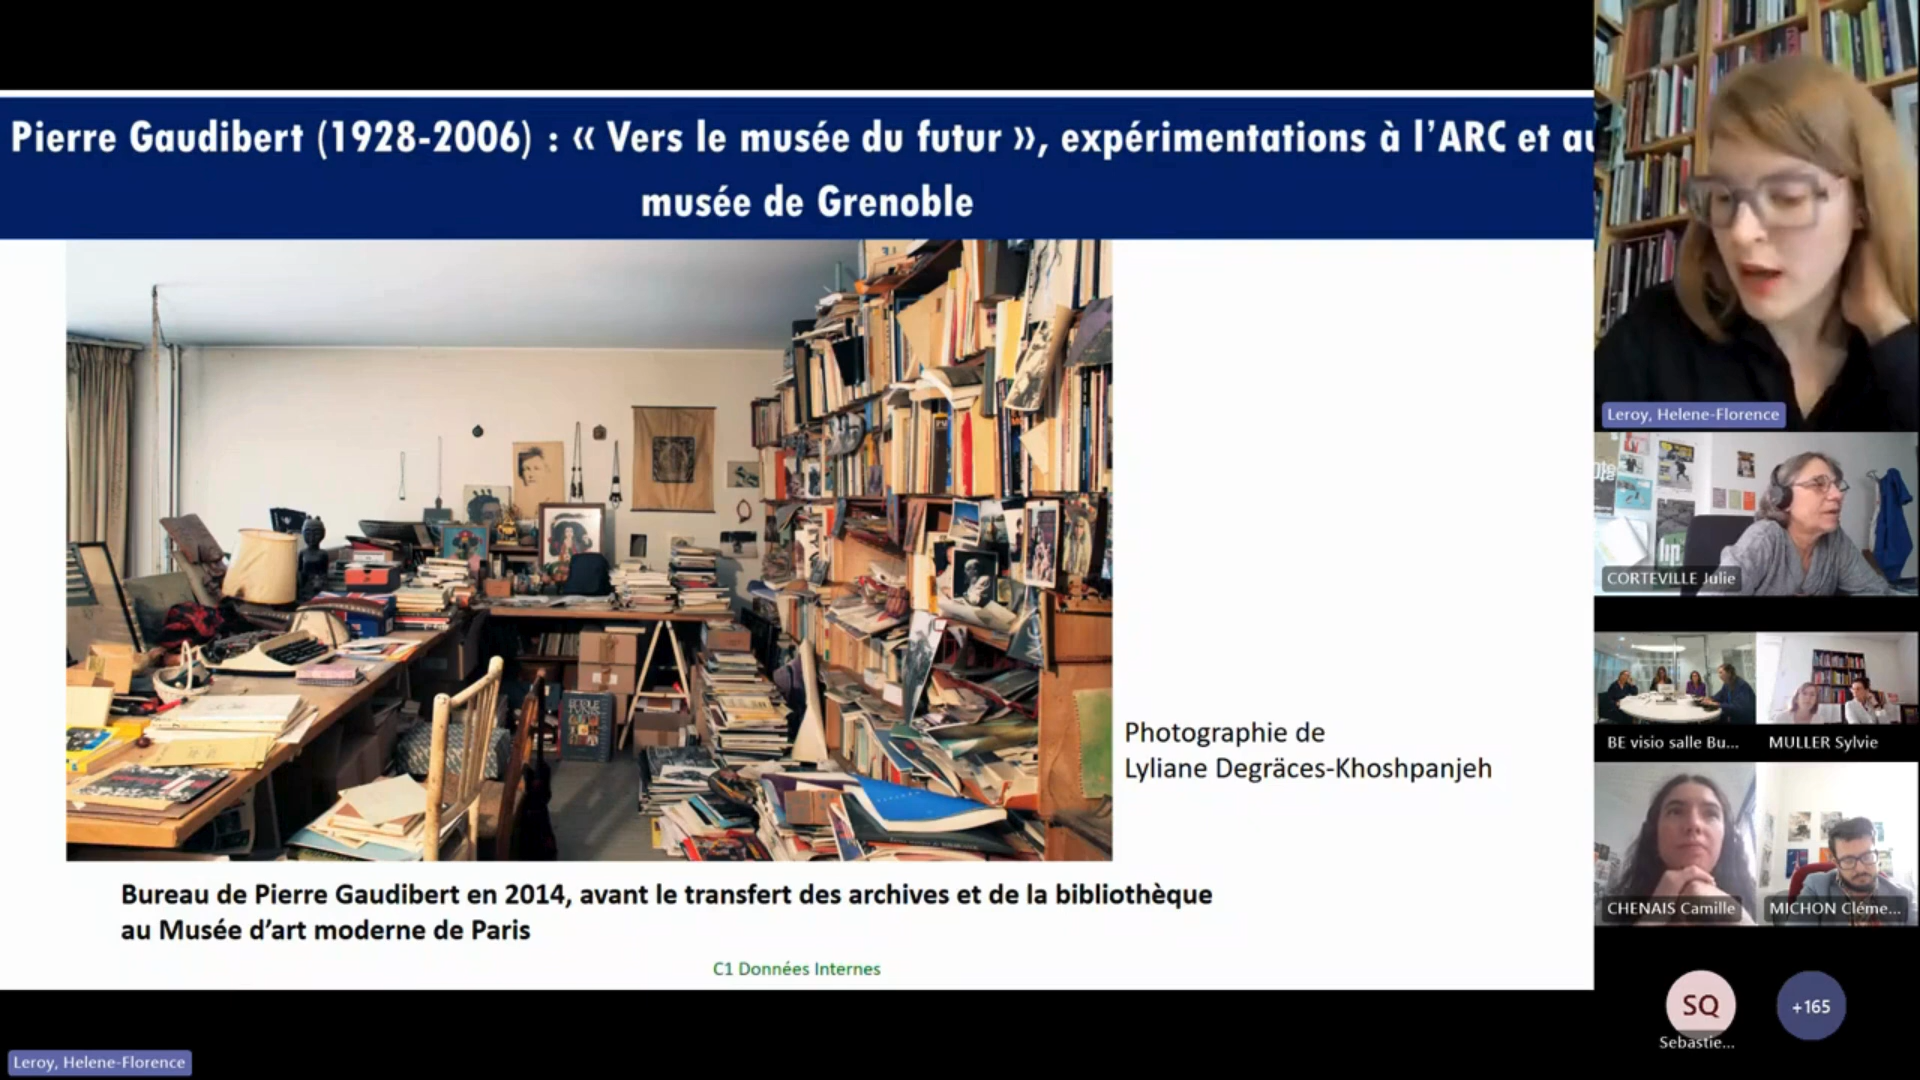 Pierre Gaudibert (1928-2006) : « Vers le musée du futur », expérimentations à l’ARC et au
musée de Grenoble
Photographie de
Lyliane Degräces-Khoshpanjeh
Bureau de Pierre Gaudibert en 2014, avant le transfert des archives et de la bibliothèque
au Musée d’art moderne de Paris
C1 Données Internes
Leroy, Helene-Florence
Leroy, Helene-Florence
CORTEVILLE Julie
BE visio salle Bu...
MULLER Sylvie
CHENAIS Camille
MICHON Cléme...
SQ
+165
Sebastie...